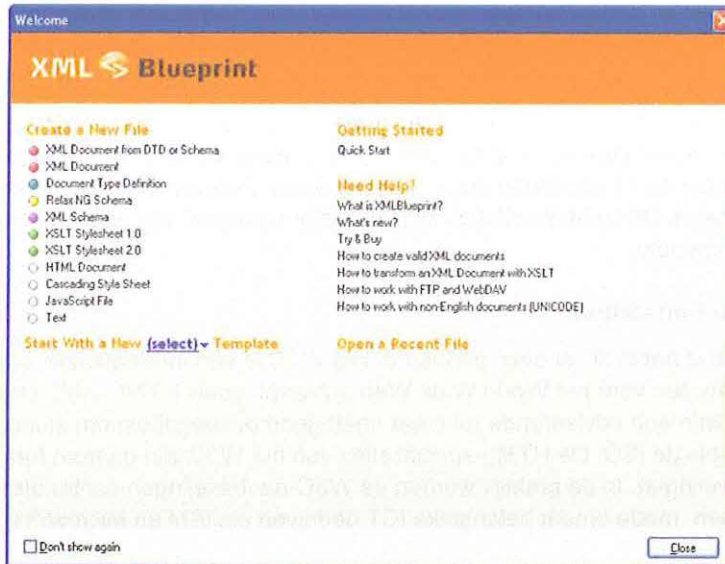 Welcome
XML Blueprint
Create a New File
XML Document from DTD or Schema
XML Document
Document Type Definition
Relax NG Schema
XML Schema
XSLT Stylesheet 1.0
XSLT Stylesheet 2.0
HTML Document
Cascading Style Sheet
JavaScript File
Text
Start With a New (select) Template
Getting Started
Quick Start
Need Help?
What is XMLBlueprint?
What's new?
Try & Buy
How to create valid XML documents
How to transform an XML Document with XSLT
How to work with FTP and WebDAV
How to work with non-English documents (UNICODE)
Open a Recent File
Don't show again
Close